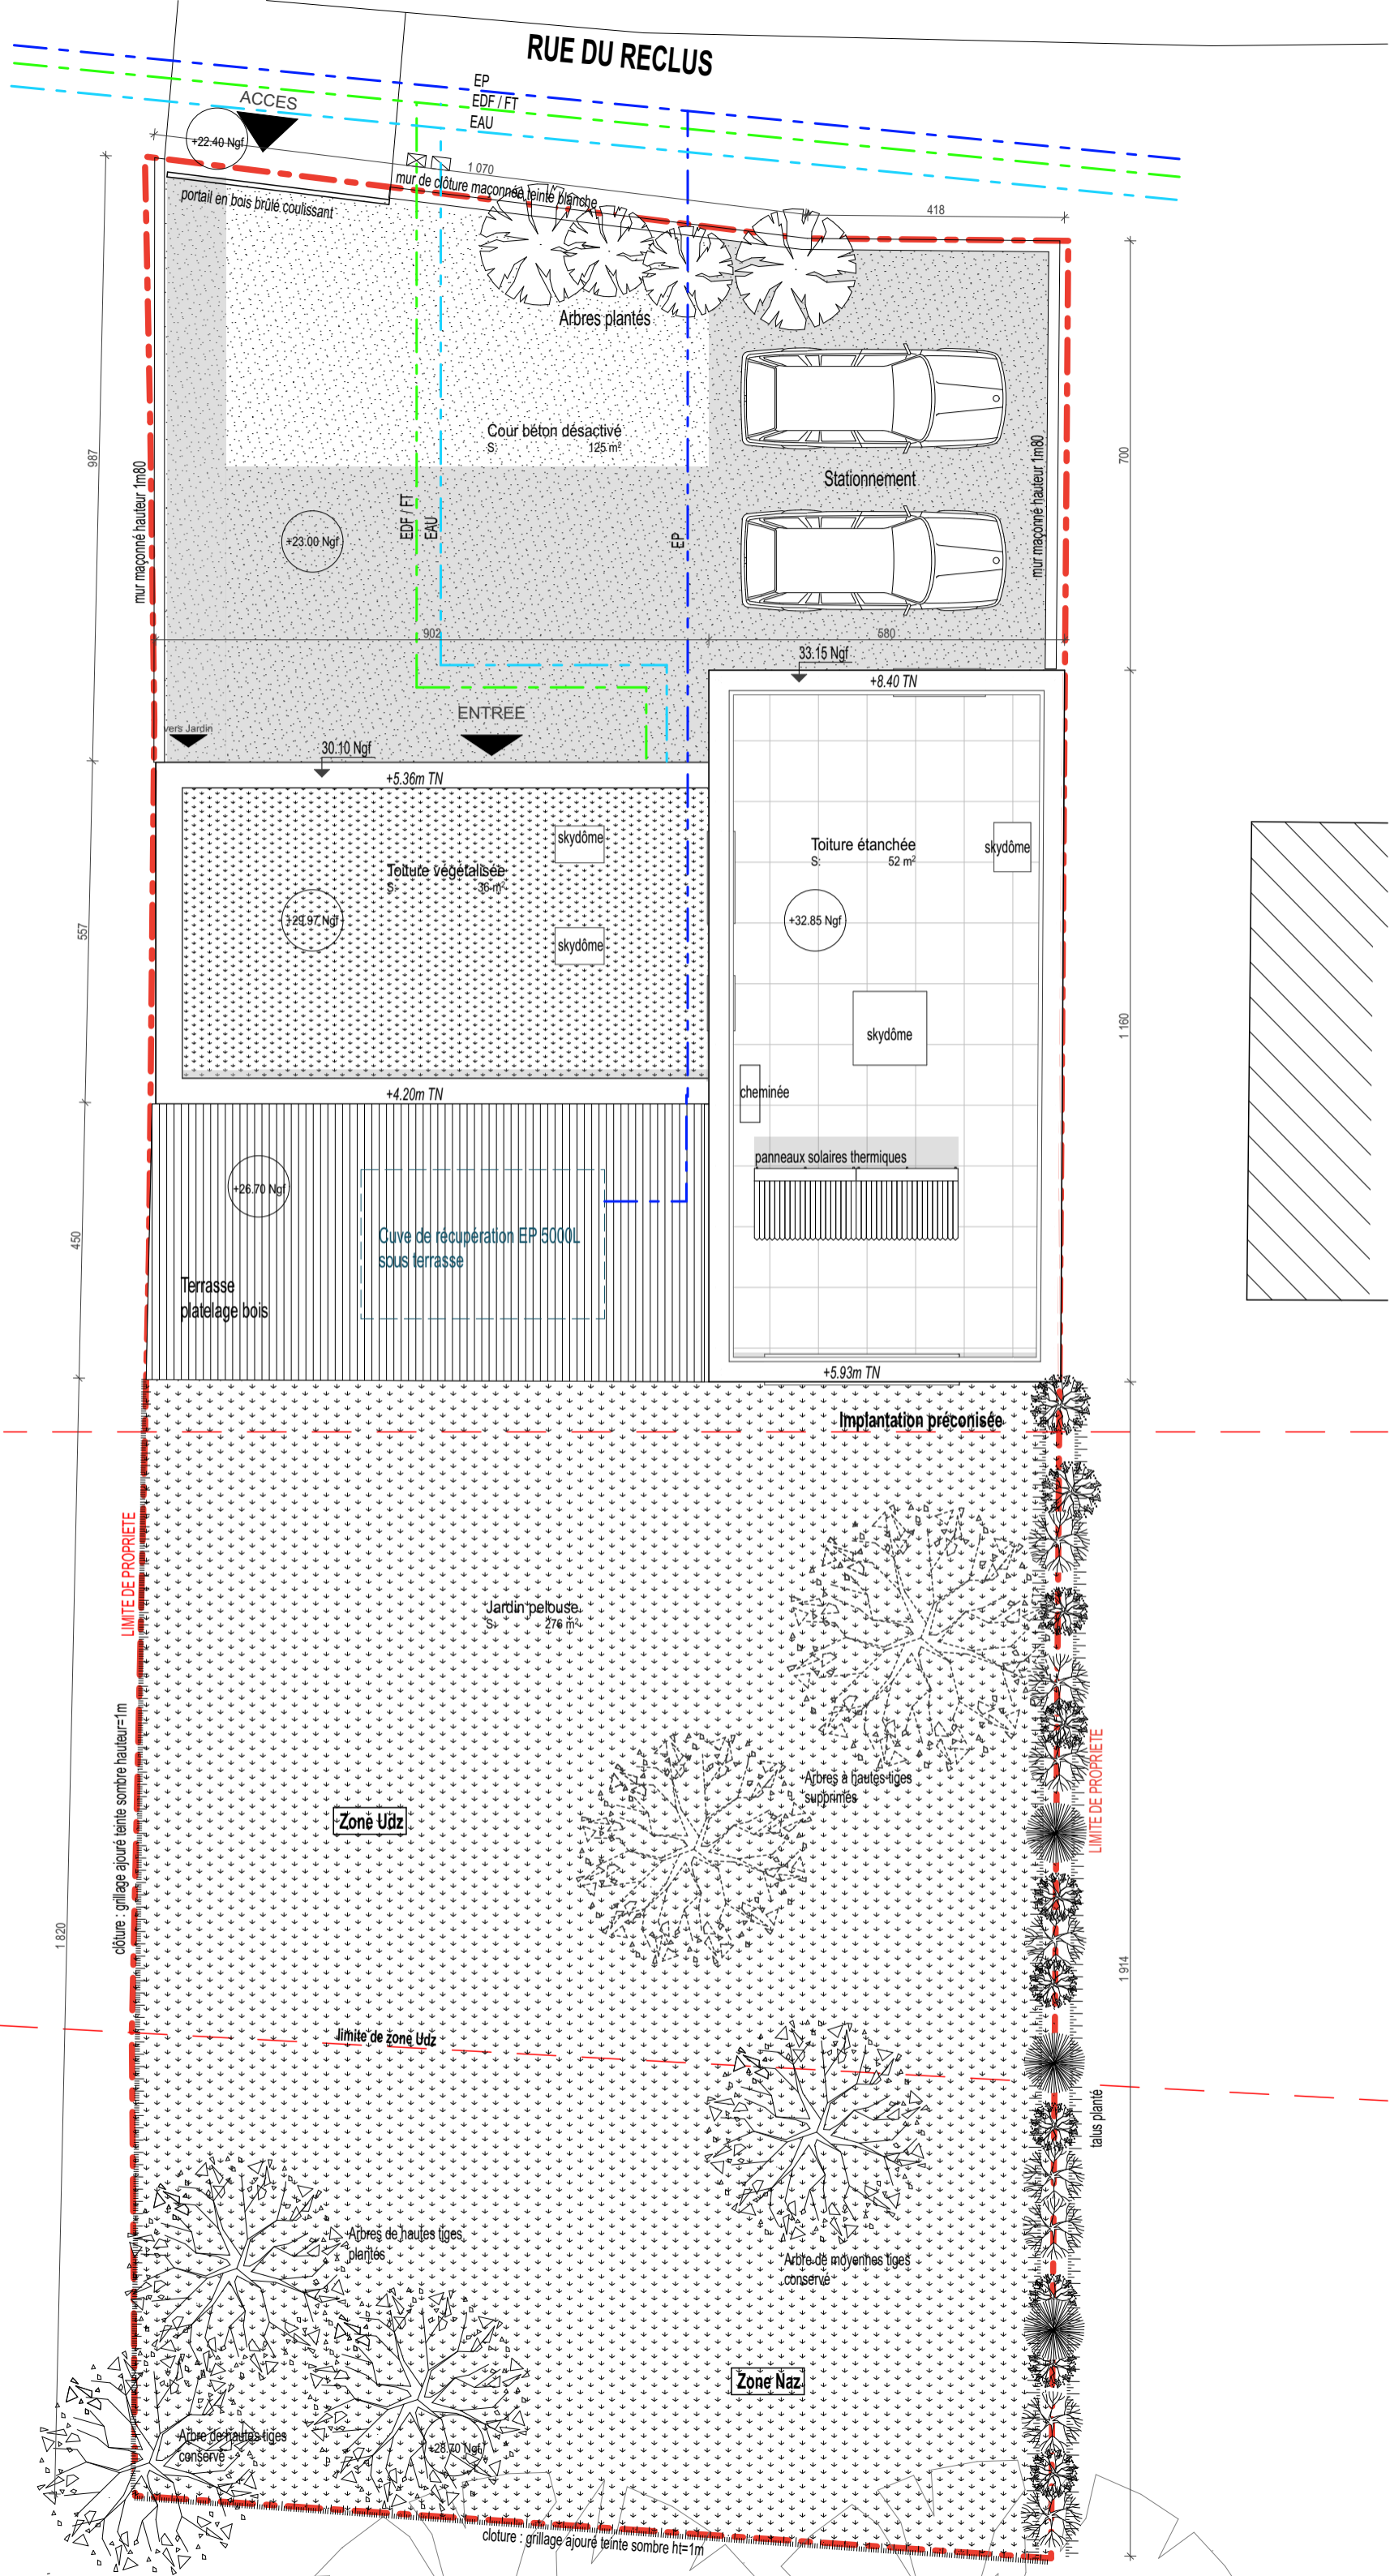 RUE DU RECLUS
EP
EDF / FT
EAU
ACCES
+22.40 Ngf
1 070
mur de clôture maçonnée teinte blanche
418
portail en bois brûlé coulissant
Arbres plantés
Cour béton désactivé
S: 125 m²
987
mur maçonné hauteur 1m80
EDF / FT
EAU
EP
Stationnement
mur maçonné hauteur 1m80
700
+23.00 Ngf
902
580
33.15 Ngf
+8.40 TN
vers Jardin
ENTREE
30.10 Ngf
+5.36m TN
skydôme
Toiture végétalisée
S: 36 m²
+29.97 Ngf
skydôme
Toiture étanchée
S: 52 m²
skydôme
+32.85 Ngf
557
1 160
skydôme
+4.20m TN
cheminée
panneaux solaires thermiques
+26.70 Ngf
450
Cuve de récupération EP 5000L
sous terrasse
Terrasse
platelage bois
+5.93m TN
Implantation préconisée
LIMITE DE PROPRIETE
Jardin pelouse
S: 276 m²
clôture : grillage ajouré teinte sombre hauteur=1m
Arbres à hautes tiges
supprimés
LIMITE DE PROPRIETE
Zone Udz
1 820
1 914
limite de zone Udz
talus planté
Arbres de hautes tiges
plantés
Arbre de moyennes tiges
conservé
Zone Naz
Arbre de hautes tiges
conservé
+28.70 Ngf
cloture : grillage ajouré teinte sombre ht=1m